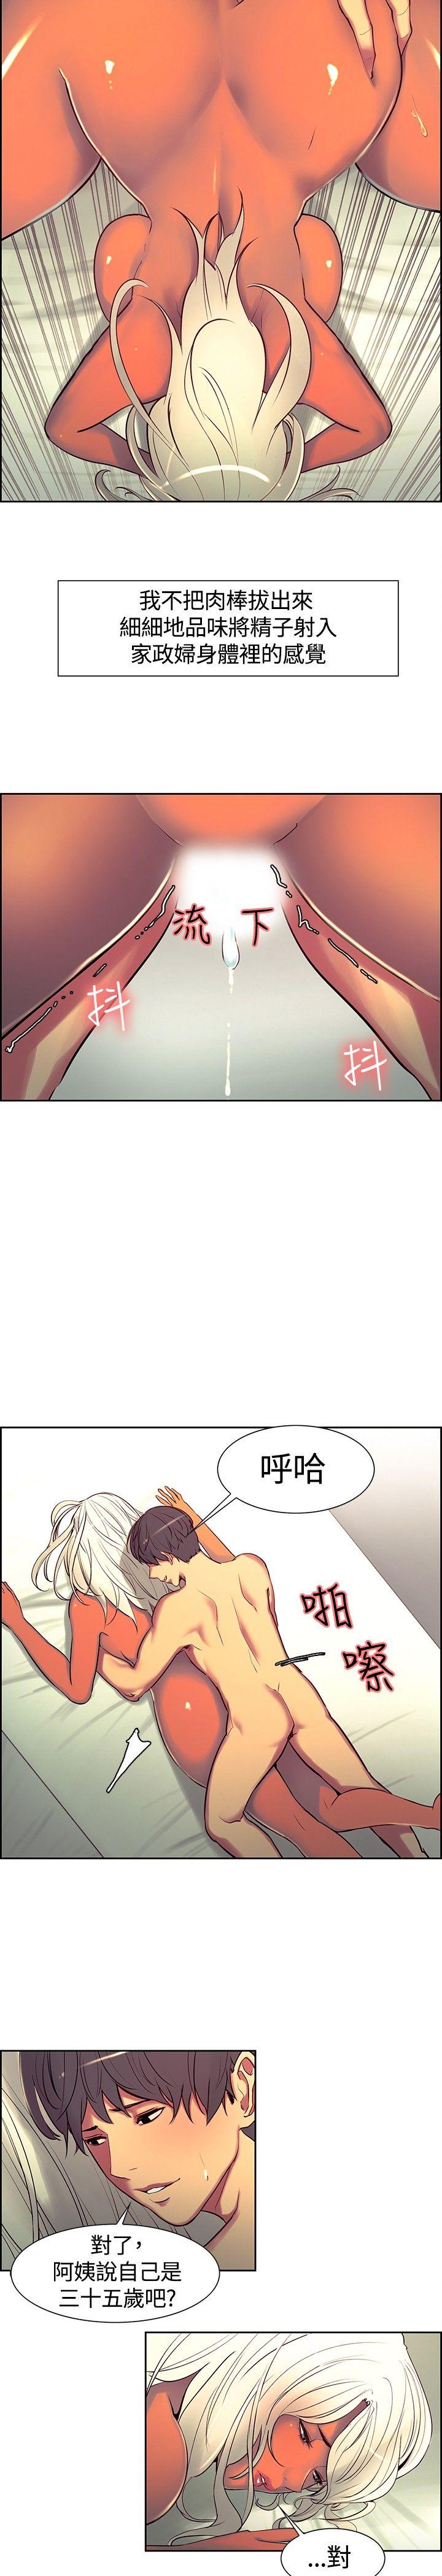 我不把肉棒拔出來
細細地品味將精子射入
家政婦身體裡的感覺
流下
抖
抖
呼哈
啪
嚓
對了,
阿姨說自己是
三十五歲吧?
...對